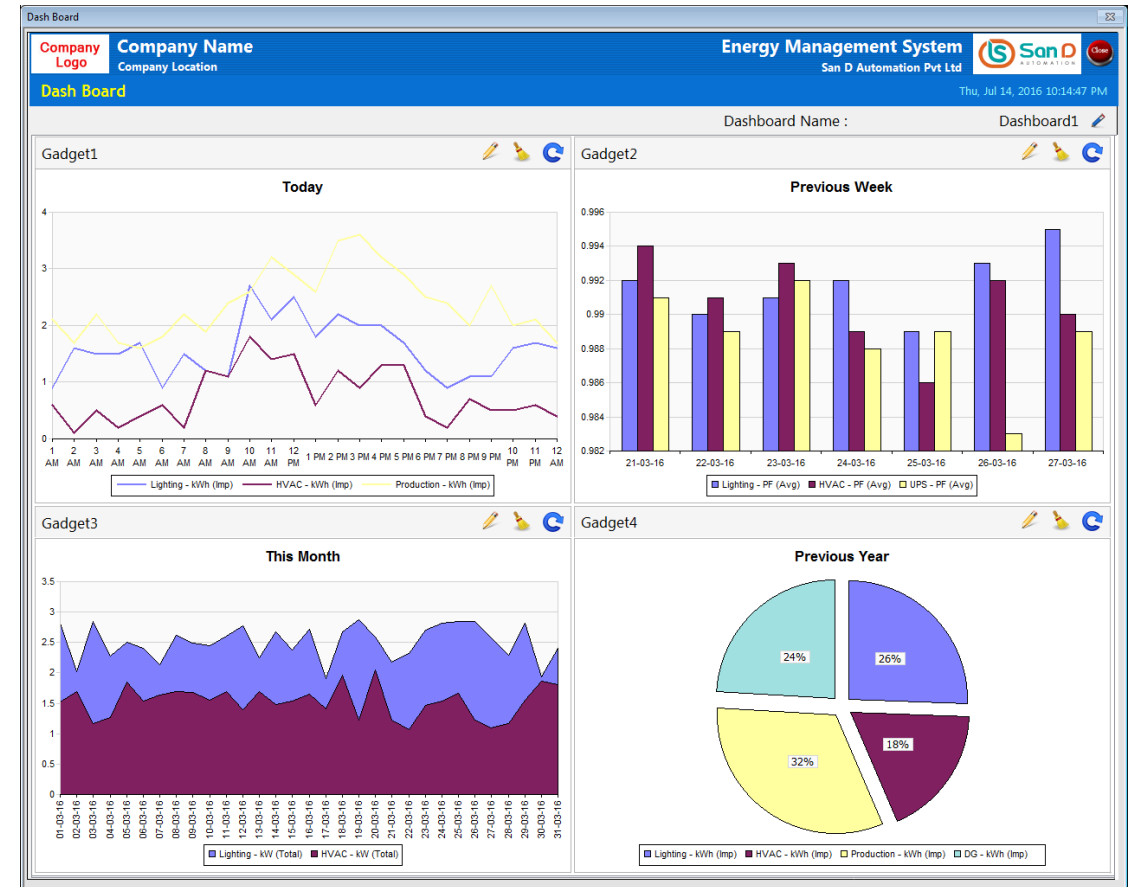 Dash Board
Company Logo
Company Name
Company Location
Energy Management System
San D Automation Pvt Ltd
San D
AUTOMATION
Close
Dash Board
Thu, Jul 14, 2016 10:14:47 PM
Dashboard Name :
Dashboard1
Gadget1
Today
4
3
2
1
0
1 AM 2 AM 3 AM 4 AM 5 AM 6 AM 7 AM 8 AM 9 AM 10 AM 11 AM 12 PM 1 PM 2 PM 3 PM 4 PM 5 PM 6 PM 7 PM 8 PM 9 PM 10 PM 11 PM 12 AM
Lighting - kWh (Imp) HVAC - kWh (Imp) Production - kWh (Imp)
Gadget2
Previous Week
0.996
0.994
0.992
0.99
0.988
0.986
0.984
0.982
21-03-16 22-03-16 23-03-16 24-03-16 25-03-16 26-03-16 27-03-16
Lighting - PF (Avg) HVAC - PF (Avg) UPS - PF (Avg)
Gadget3
This Month
3.5
3
2.5
2
1.5
1
0.5
0
01-03-16 02-03-16 03-03-16 04-03-16 05-03-16 06-03-16 07-03-16 08-03-16 09-03-16 10-03-16 11-03-16 12-03-16 13-03-16 14-03-16 15-03-16 16-03-16 17-03-16 18-03-16 19-03-16 20-03-16 21-03-16 22-03-16 23-03-16 24-03-16 25-03-16 26-03-16 27-03-16 28-03-16 29-03-16 30-03-16 31-03-16
Lighting - kW (Total) HVAC - kW (Total)
Gadget4
Previous Year
24%
26%
18%
32%
Lighting - kWh (Imp) HVAC - kWh (Imp) Production - kWh (Imp) DG - kWh (Imp)